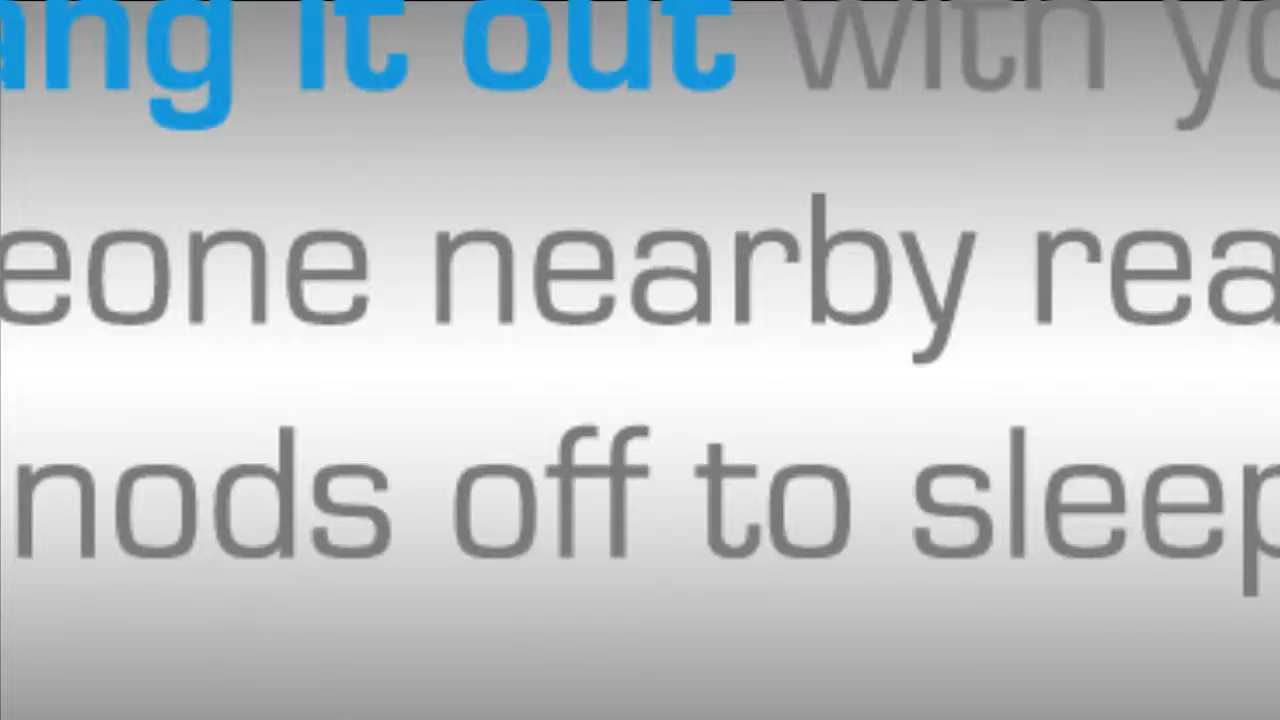 ang it out with yo
eone nearby rea
nods off to sleep